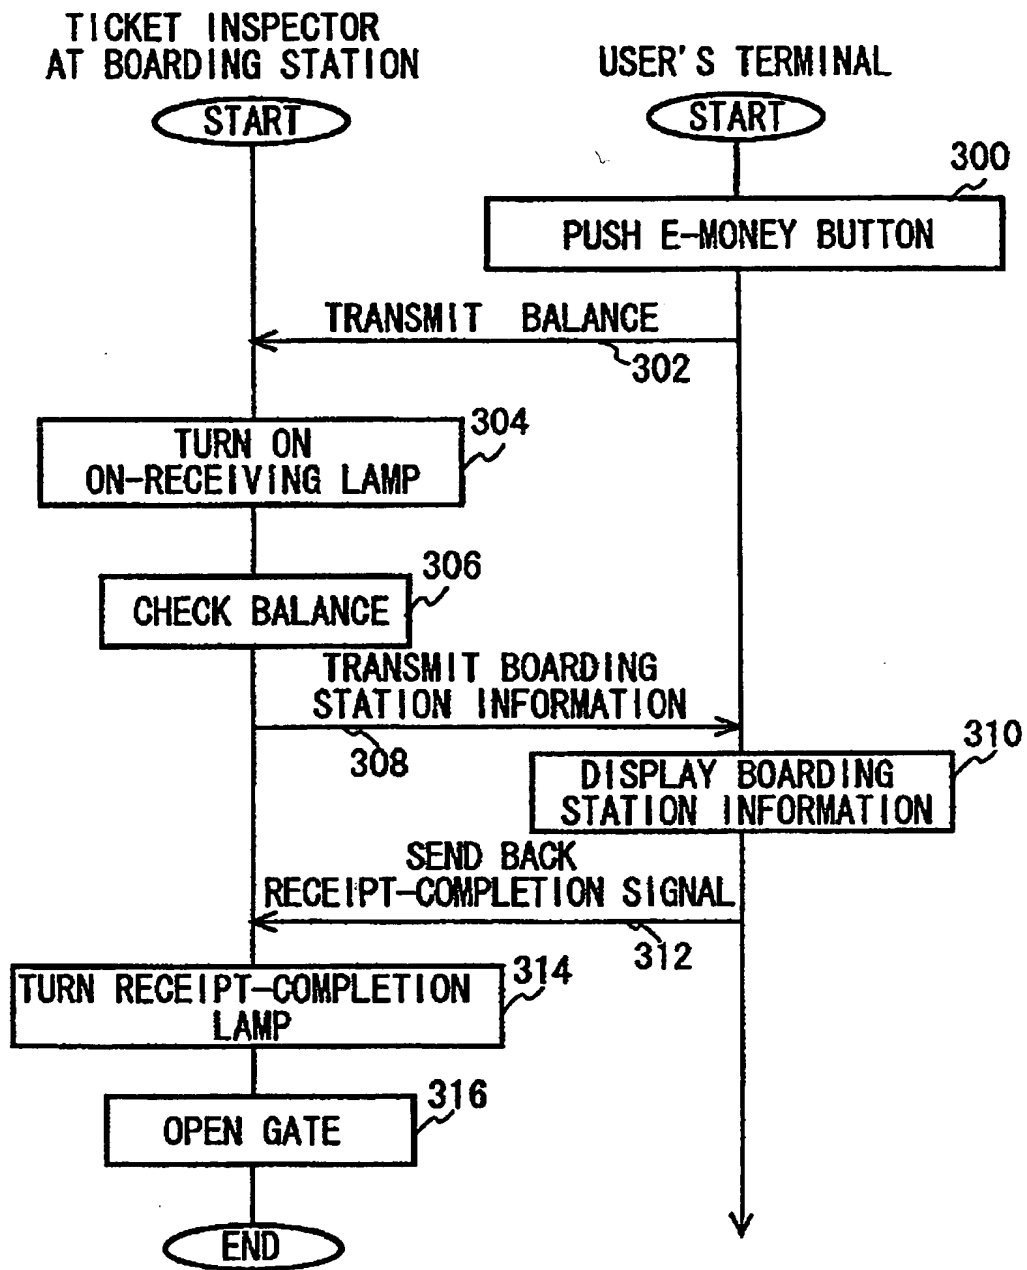 TICKET INSPECTOR
AT BOARDING STATION
USER'S TERMINAL
START
START
300
PUSH E-MONEY BUTTON
TRANSMIT BALANCE
302
304
TURN ON
ON-RECEIVING LAMP
306
CHECK BALANCE
TRANSMIT BOARDING
STATION INFORMATION
308
310
DISPLAY BOARDING
STATION INFORMATION
SEND BACK
RECEIPT-COMPLETION SIGNAL
312
314
TURN RECEIPT-COMPLETION
LAMP
316
OPEN GATE
END